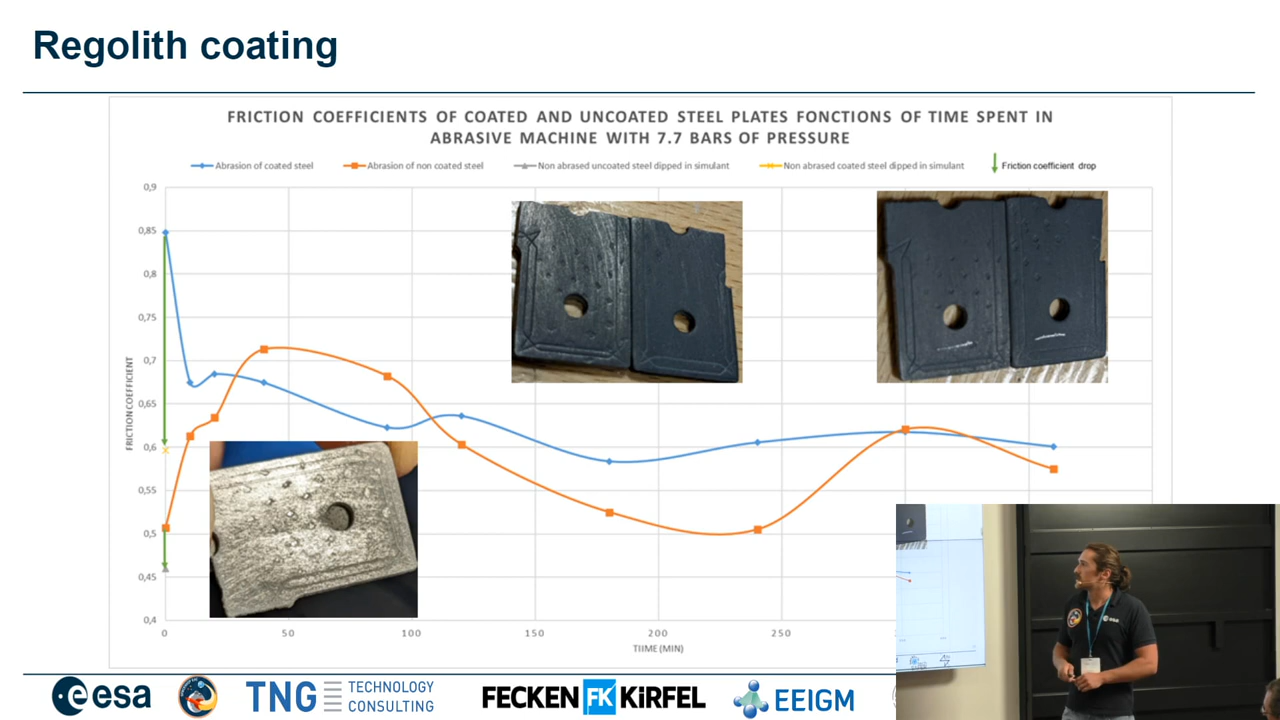 Regolith coating
FRICTION COEFFICIENTS OF COATED AND UNCOATED STEEL PLATES FONCTIONS OF TIME SPENT IN
ABRASIVE MACHINE WITH 7.7 BARS OF PRESSURE
Abrasion of coated steel
Abrasion of non coated steel
Non abrased uncoated steel dipped in simulant
Non abrased coated steel dipped in simulant
Friction coefficient drop
0,9
0,85
0,8
0,75
0,7
0,65
0,6
0,55
0,5
0,45
0,4
FRICTION COEFFICIENT
0
50
100
150
200
250
TIIME (MIN)
esa
esa
TNG TECHNOLOGY
CONSULTING
FECKEN FK KiRFEL
EEIGM